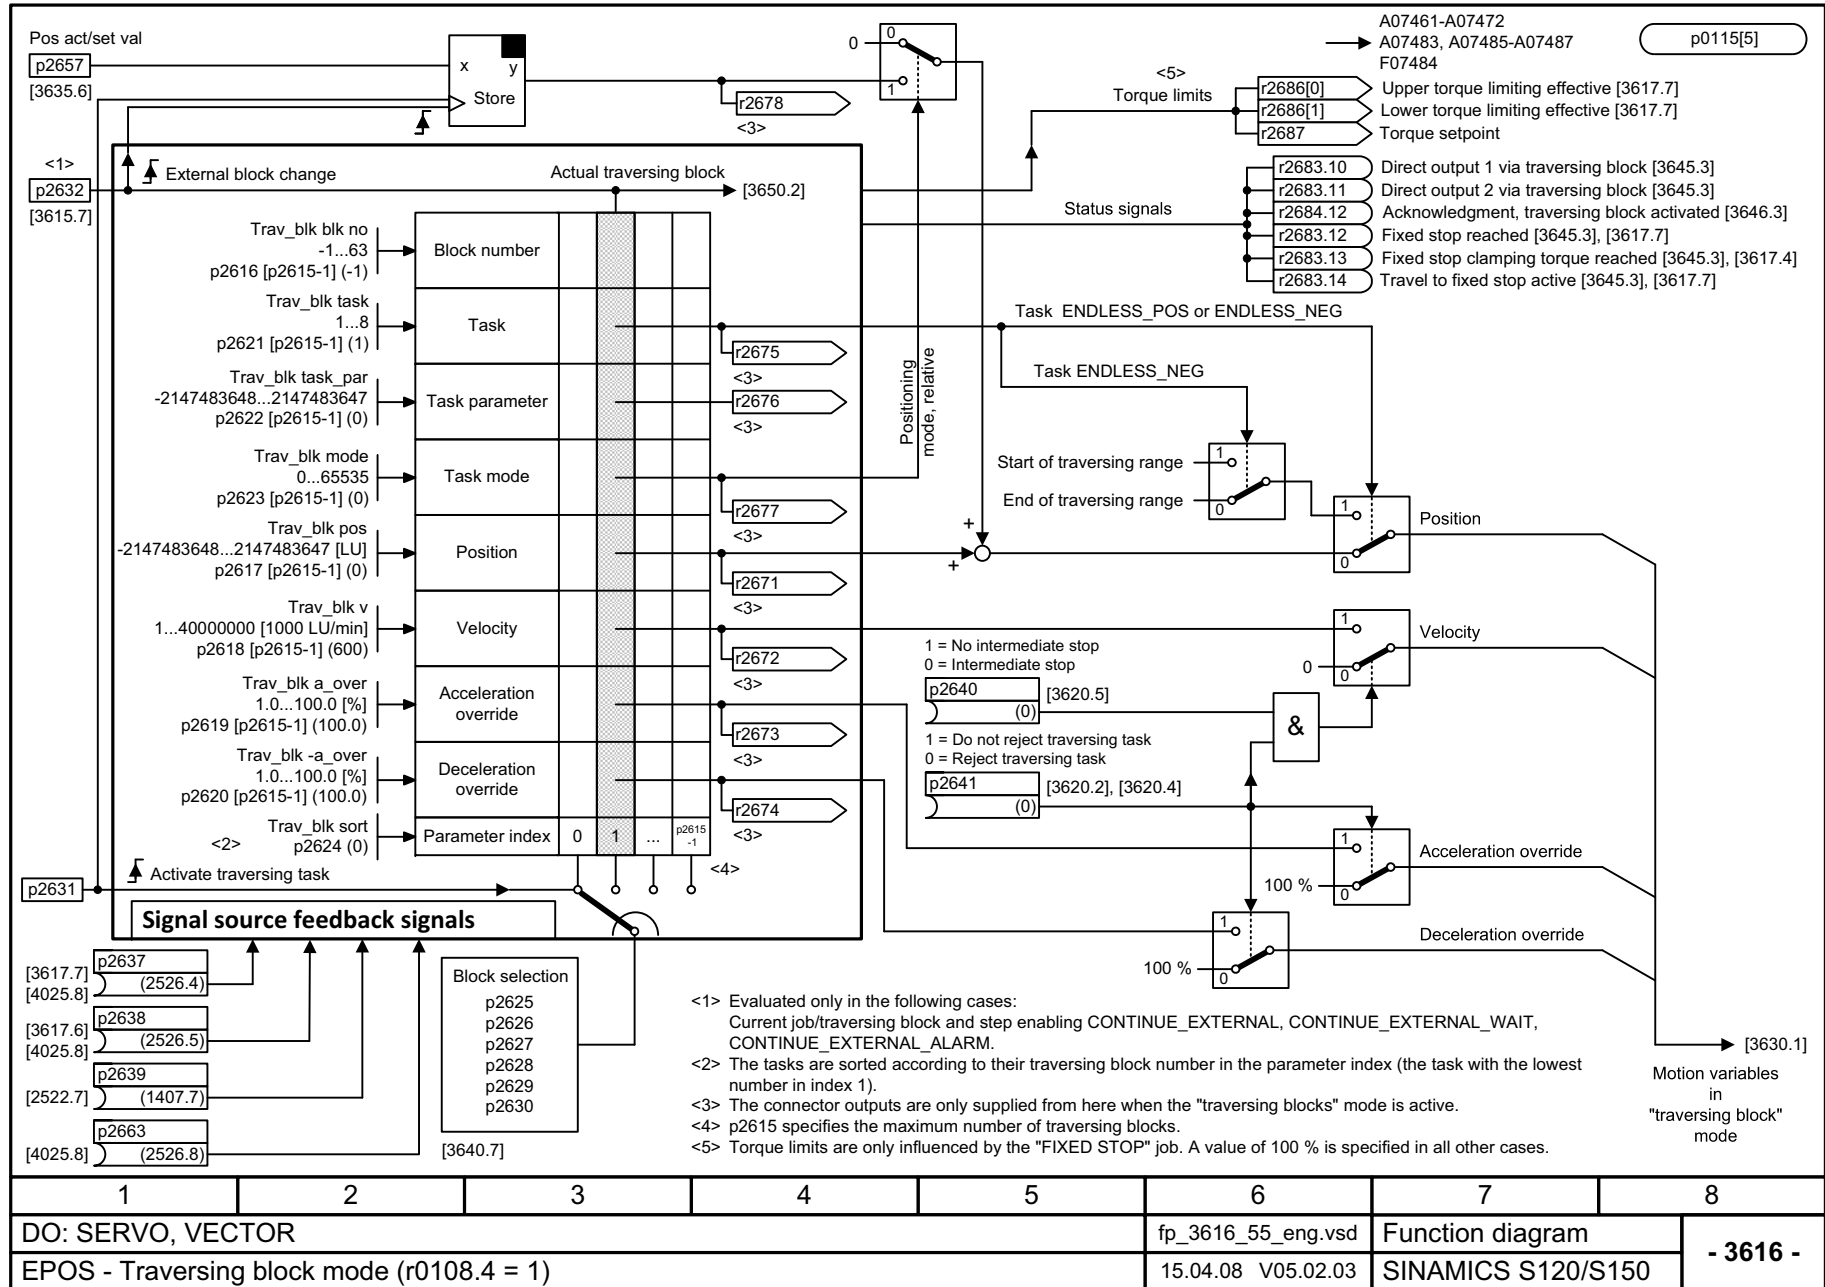 Pos act/set val
p2657
[3635.6]
x
y
Store
r2678
<3>
0
0
1
A07461-A07472
A07483, A07485-A07487
F07484
p0115[5]
<5>
Torque limits
r2686[0]
Upper torque limiting effective [3617.7]
r2686[1]
Lower torque limiting effective [3617.7]
r2687
Torque setpoint
<1>
p2632
[3615.7]
External block change
Actual traversing block
[3650.2]
Status signals
r2683.10
Direct output 1 via traversing block [3645.3]
r2683.11
Direct output 2 via traversing block [3645.3]
r2684.12
Acknowledgment, traversing block activated [3646.3]
r2683.12
Fixed stop reached [3645.3], [3617.7]
r2683.13
Fixed stop clamping torque reached [3645.3], [3617.4]
r2683.14
Travel to fixed stop active [3645.3], [3617.7]
Trav_blk blk no
-1...63
p2616 [p2615-1] (-1)
Block number
Trav_blk task
1...8
p2621 [p2615-1] (1)
Task
r2675
<3>
Task ENDLESS_POS or ENDLESS_NEG
Task ENDLESS_NEG
Trav_blk task_par
-2147483648...2147483647
p2622 [p2615-1] (0)
Task parameter
r2676
<3>
Positioning
mode, relative
Trav_blk mode
0...65535
p2623 [p2615-1] (0)
Task mode
r2677
<3>
Start of traversing range
End of traversing range
1
0
Trav_blk pos
-2147483648...2147483647 [LU]
p2617 [p2615-1] (0)
Position
r2671
<3>
+
+
1
0
Position
Trav_blk v
1...40000000 [1000 LU/min]
p2618 [p2615-1] (600)
Velocity
r2672
<3>
1 = No intermediate stop
0 = Intermediate stop
p2640
(0)
[3620.5]
1
0
0
Velocity
Trav_blk a_over
1.0...100.0 [%]
p2619 [p2615-1] (100.0)
Acceleration
override
r2673
<3>
&
1 = Do not reject traversing task
0 = Reject traversing task
p2641
(0)
[3620.2], [3620.4]
Trav_blk -a_over
1.0...100.0 [%]
p2620 [p2615-1] (100.0)
Deceleration
override
r2674
<3>
Trav_blk sort
<2>
p2624 (0)
Parameter index
0
1
...
p2615
-1
<4>
1
100 %
0
Acceleration override
p2631
Activate traversing task
Signal source feedback signals
1
100 %
0
Deceleration override
[3617.7]
[4025.8]
p2637
(2526.4)
[3617.6]
[4025.8]
p2638
(2526.5)
[2522.7]
p2639
(1407.7)
[4025.8]
p2663
(2526.8)
Block selection
p2625
p2626
p2627
p2628
p2629
p2630
[3640.7]
<1> Evaluated only in the following cases:
Current job/traversing block and step enabling CONTINUE_EXTERNAL, CONTINUE_EXTERNAL_WAIT,
CONTINUE_EXTERNAL_ALARM.
<2> The tasks are sorted according to their traversing block number in the parameter index (the task with the lowest
number in index 1).
<3> The connector outputs are only supplied from here when the "traversing blocks" mode is active.
<4> p2615 specifies the maximum number of traversing blocks.
<5> Torque limits are only influenced by the "FIXED STOP" job. A value of 100 % is specified in all other cases.
[3630.1]
Motion variables
in
"traversing block"
mode
1 2 3 4 5 6 7 8
DO: SERVO, VECTOR
fp_3616_55_eng.vsd
Function diagram
- 3616 -
EPOS - Traversing block mode (r0108.4 = 1)
15.04.08 V05.02.03
SINAMICS S120/S150